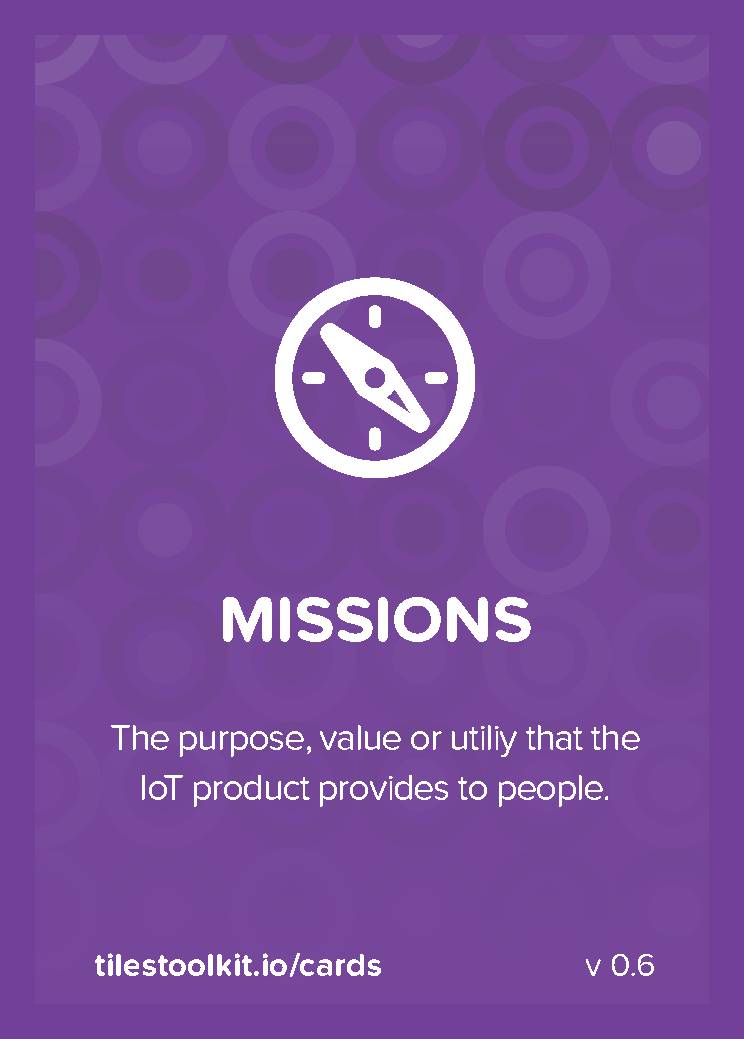 MISSIONS
The purpose, value or utiliy that the
IoT product provides to people.
tilestoolkit.io/cards v 0.6